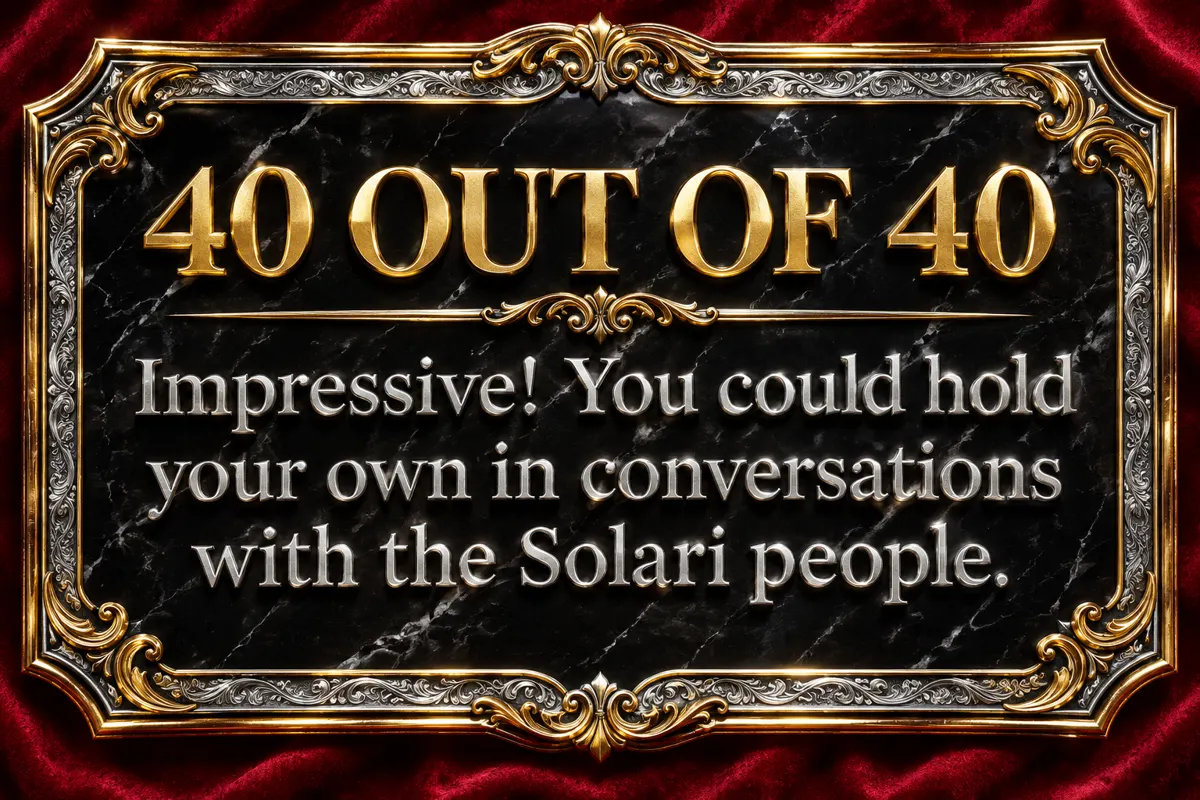 40 OUT OF 40
Impressive! You could hold
your own in conversations
with the Solari people.